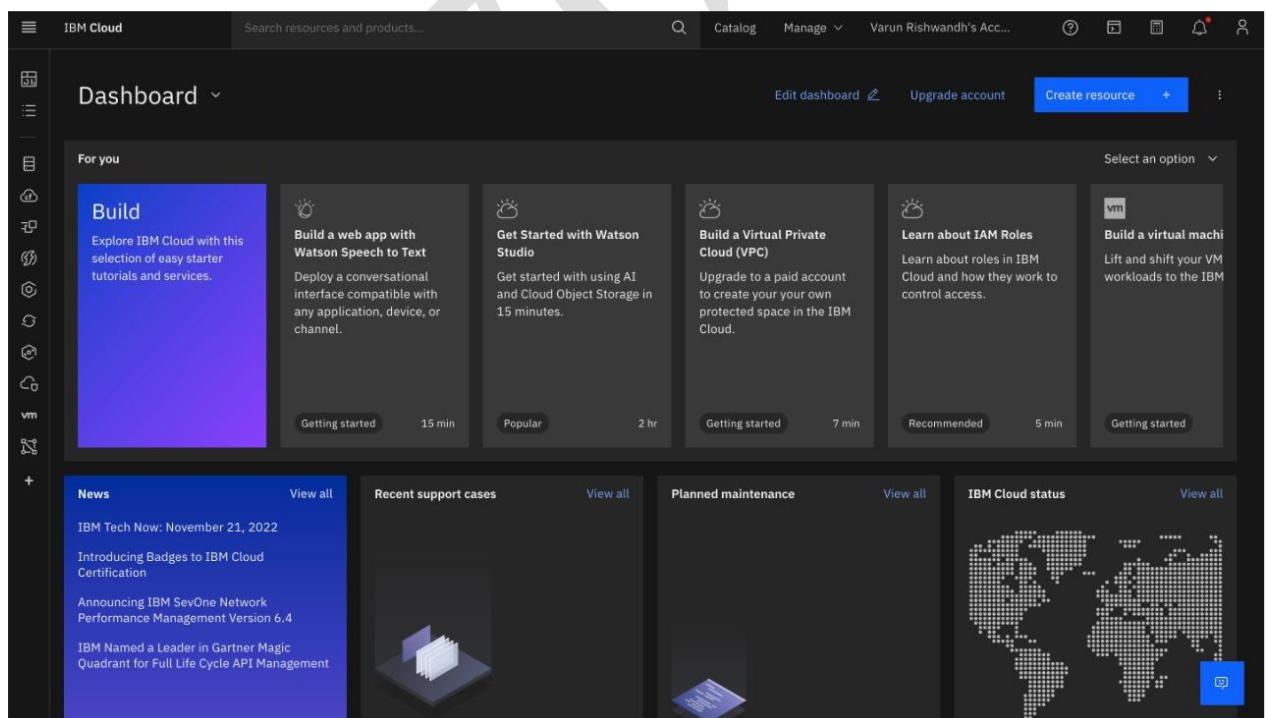 IBM Cloud
Search resources and products...
Catalog
Manage
Varun Rishwandh's Acc...
Dashboard
Edit dashboard
Upgrade account
Create resource +
For you
Select an option
Build
Explore IBM Cloud with this
selection of easy starter
tutorials and services.
Build a web app with
Watson Speech to Text
Deploy a conversational
interface compatible with
any application, device, or
channel.
Getting started
15 min
Get Started with Watson
Studio
Get started with using AI
and Cloud Object Storage in
15 minutes.
Popular
2 hr
Build a Virtual Private
Cloud (VPC)
Upgrade to a paid account
to create your your own
protected space in the IBM
Cloud.
Getting started
7 min
Learn about IAM Roles
Learn about roles in IBM
Cloud and how they work to
control access.
Recommended
5 min
vm
Build a virtual machi
Lift and shift your VM
workloads to the IBM
Getting started
vm
News
View all
IBM Tech Now: November 21, 2022
Introducing Badges to IBM Cloud
Certification
Announcing IBM SevOne Network
Performance Management Version 6.4
IBM Named a Leader in Gartner Magic
Quadrant for Full Life Cycle API Management
Recent support cases
View all
Planned maintenance
View all
IBM Cloud status
View all